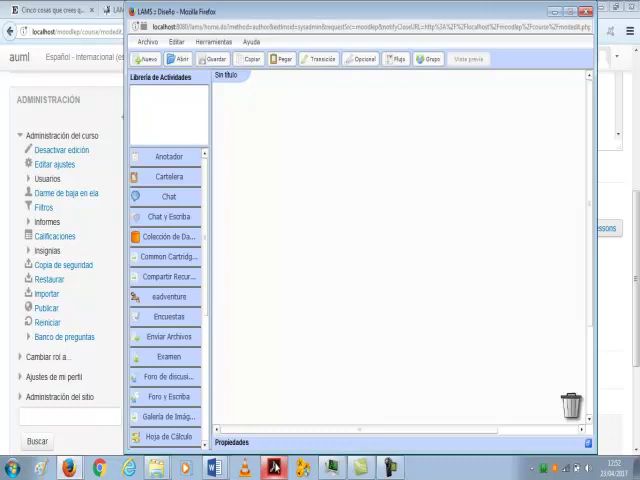 Cinco cosas que crees q
LAMS :: Diseño - Mozilla Firefox
localhost/moodlep/course/modedit.
localhost:8080/lams/home.do?method=author&extlmsid=sysadmin&requestSrc=moodlep&notifyCloseURL=http%3A%2F%2Flocalhost%2Fmoodlep%2Fcourse%2Fmodedit.php
auml
Español - Internacional (es
Archivo Editar Herramientas Ayuda
Nuevo Abrir Guardar Copiar Pegar Transición Opcional Flujo Grupo Vista previa
Librería de Actividades
Sin título
ADMINISTRACIÓN
Administración del curso
Desactivar edición
Editar ajustes
Usuarios
Darme de baja en eia
Filtros
Informes
Calificaciones
Insignias
Copia de seguridad
Restaurar
Importar
Publicar
Reiniciar
Banco de preguntas
Cambiar rol a...
Ajustes de mi perfil
Administración del sitio
Buscar
Anotador
Cartelera
Chat
Chat y Escriba
Colección de Da...
Common Cartridg...
Compartir Recur...
eadventure
Encuestas
Enviar Archivos
Examen
Foro de discusi...
Foro y Escriba
Galería de Imág...
Hoja de Cálculo
Propiedades
ssons
12:52
23/04/2017